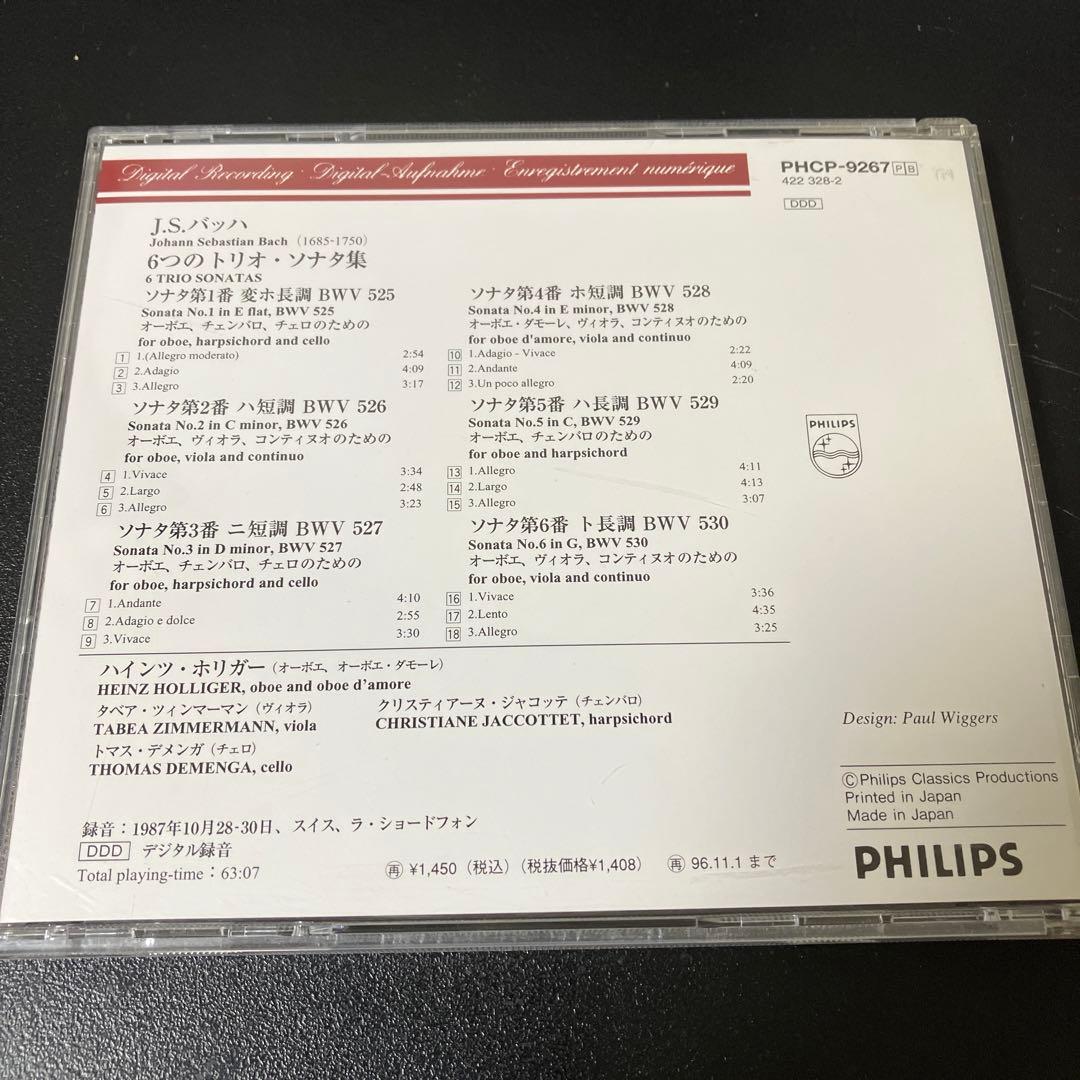 Digital Recording · Digital-Aufnahme · Enregistrement numérique
PHCP-9267 P B
422 328-2
DDD
J.S.バッハ
Johann Sebastian Bach (1685-1750)
6つのトリオ・ソナタ集
6 TRIO SONATAS
ソナタ第1番 変ホ長調 BWV 525
Sonata No.1 in E flat, BWV 525
オーボエ、チェンバロ、チェロのための
for oboe, harpsichord and cello
1 1.(Allegro moderato) 2:54
2 2.Adagio 4:09
3 3.Allegro 3:17
ソナタ第2番 ハ短調 BWV 526
Sonata No.2 in C minor, BWV 526
オーボエ、ヴィオラ、コンティヌオのための
for oboe, viola and continuo
4 1.Vivace 3:34
5 2.Largo 2:48
6 3.Allegro 3:23
ソナタ第3番 ニ短調 BWV 527
Sonata No.3 in D minor, BWV 527
オーボエ、チェンバロ、チェロのための
for oboe, harpsichord and cello
7 1.Andante 4:10
8 2.Adagio e dolce 2:55
9 3.Vivace 3:30
ソナタ第4番 ホ短調 BWV 528
Sonata No.4 in E minor, BWV 528
オーボエ・ダモーレ、ヴィオラ、コンティヌオのための
for oboe d'amore, viola and continuo
10 1.Adagio - Vivace 2:22
11 2.Andante 4:09
12 3.Un poco allegro 2:20
ソナタ第5番 ハ長調 BWV 529
Sonata No.5 in C, BWV 529
オーボエ、チェンバロのための
for oboe and harpsichord
13 1.Allegro 4:11
14 2.Largo 4:13
15 3.Allegro 3:07
ソナタ第6番 ト長調 BWV 530
Sonata No.6 in G, BWV 530
オーボエ、ヴィオラ、コンティヌオのための
for oboe, viola and continuo
16 1.Vivace 3:36
17 2.Lento 4:35
18 3.Allegro 3:25
PHILIPS
ハインツ・ホリガー（オーボエ、オーボエ・ダモーレ）
HEINZ HOLLIGER, oboe and oboe d'amore
タベア・ツィンマーマン（ヴィオラ）
TABEA ZIMMERMANN, viola
クリスティアーヌ・ジャコッテ（チェンバロ）
CHRISTIANE JACCOTTET, harpsichord
トマス・デメンガ（チェロ）
THOMAS DEMENGA, cello
録音：1987年10月28-30日、スイス、ラ・ショードフォン
DDD デジタル録音
Total playing-time：63:07
再 ¥1,450（税込）（税抜価格¥1,408） 再 96.11.1 まで
Design: Paul Wiggers
©Philips Classics Productions
Printed in Japan
Made in Japan
PHILIPS